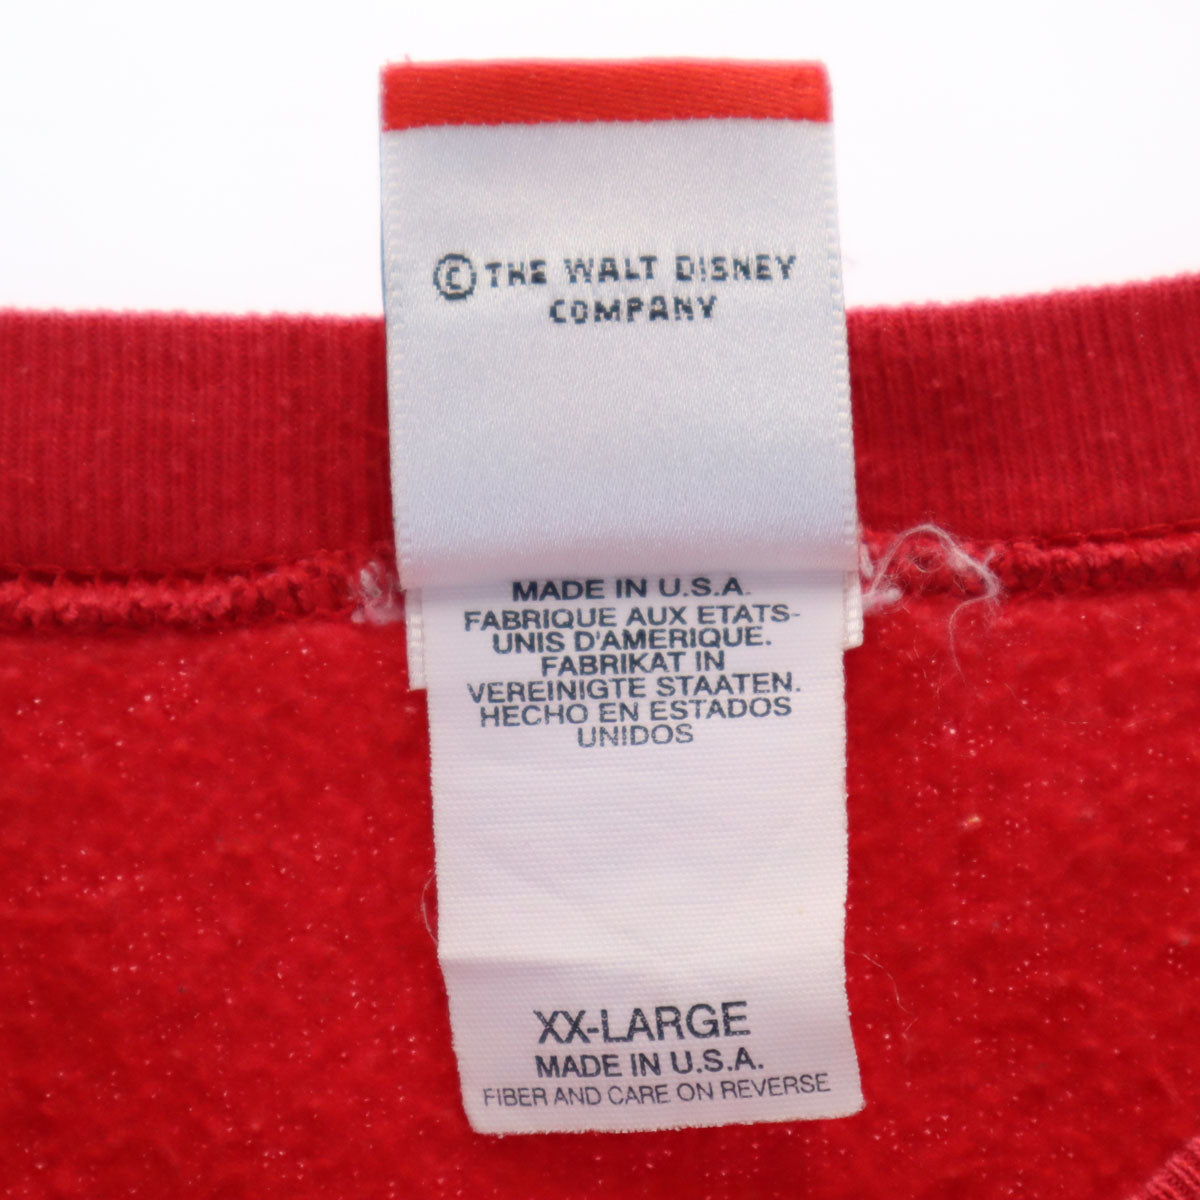 © THE WALT DISNEY
COMPANY
MADE IN U.S.A.
FABRIQUE AUX ETATS-
UNIS D'AMERIQUE.
FABRIKAT IN
VEREINIGTE STAATEN.
HECHO EN ESTADOS
UNIDOS
XX-LARGE
MADE IN U.S.A.
FIBER AND CARE ON REVERSE